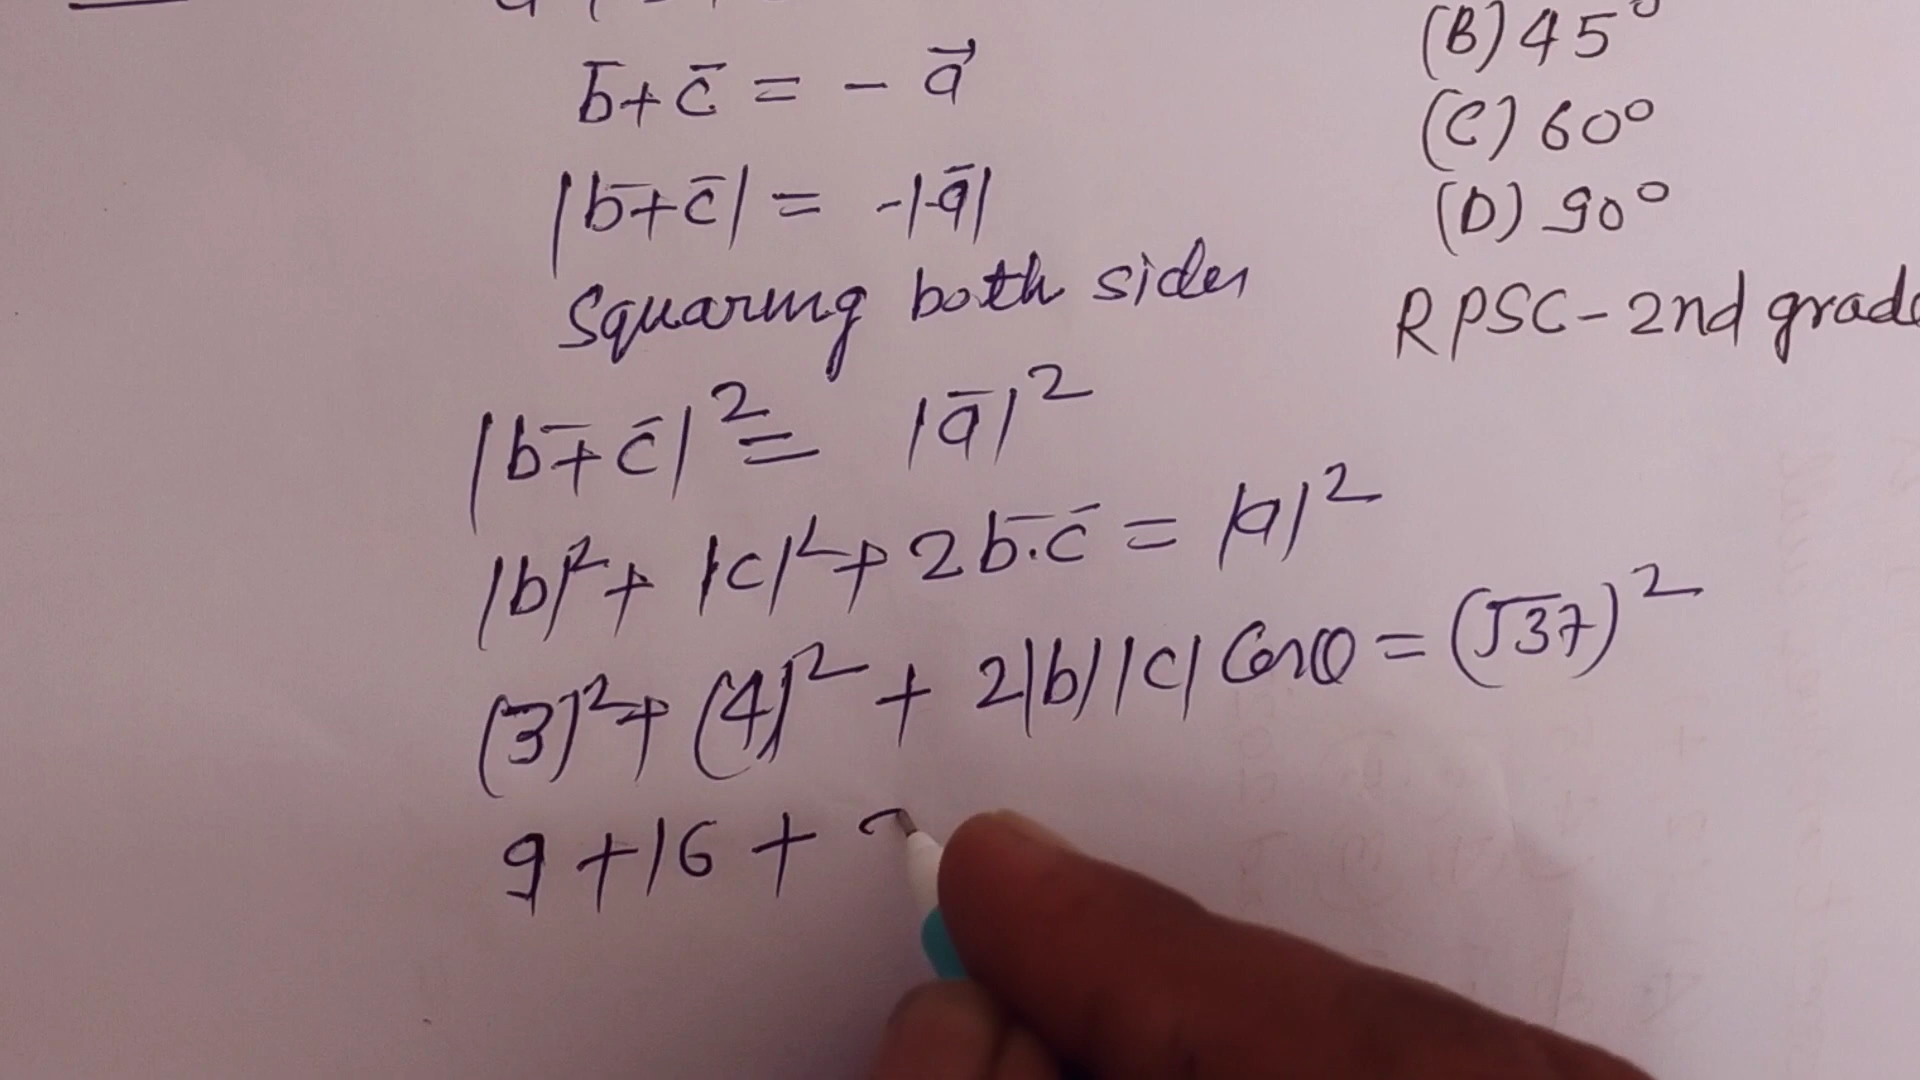 b̄+c̄ = - a⃗
|b̄+c̄| = -|-ā|
Squaring both sides
|b̄+c̄|² = |ā|²
|b|² + |c|² + 2b̄.c̄ = |a|²
(3)² + (4)² + 2|b||c| Cosθ = (√37)²
9 + 16 +
(B) 45°
(C) 60°
(D) 90°
RPSC - 2nd grade